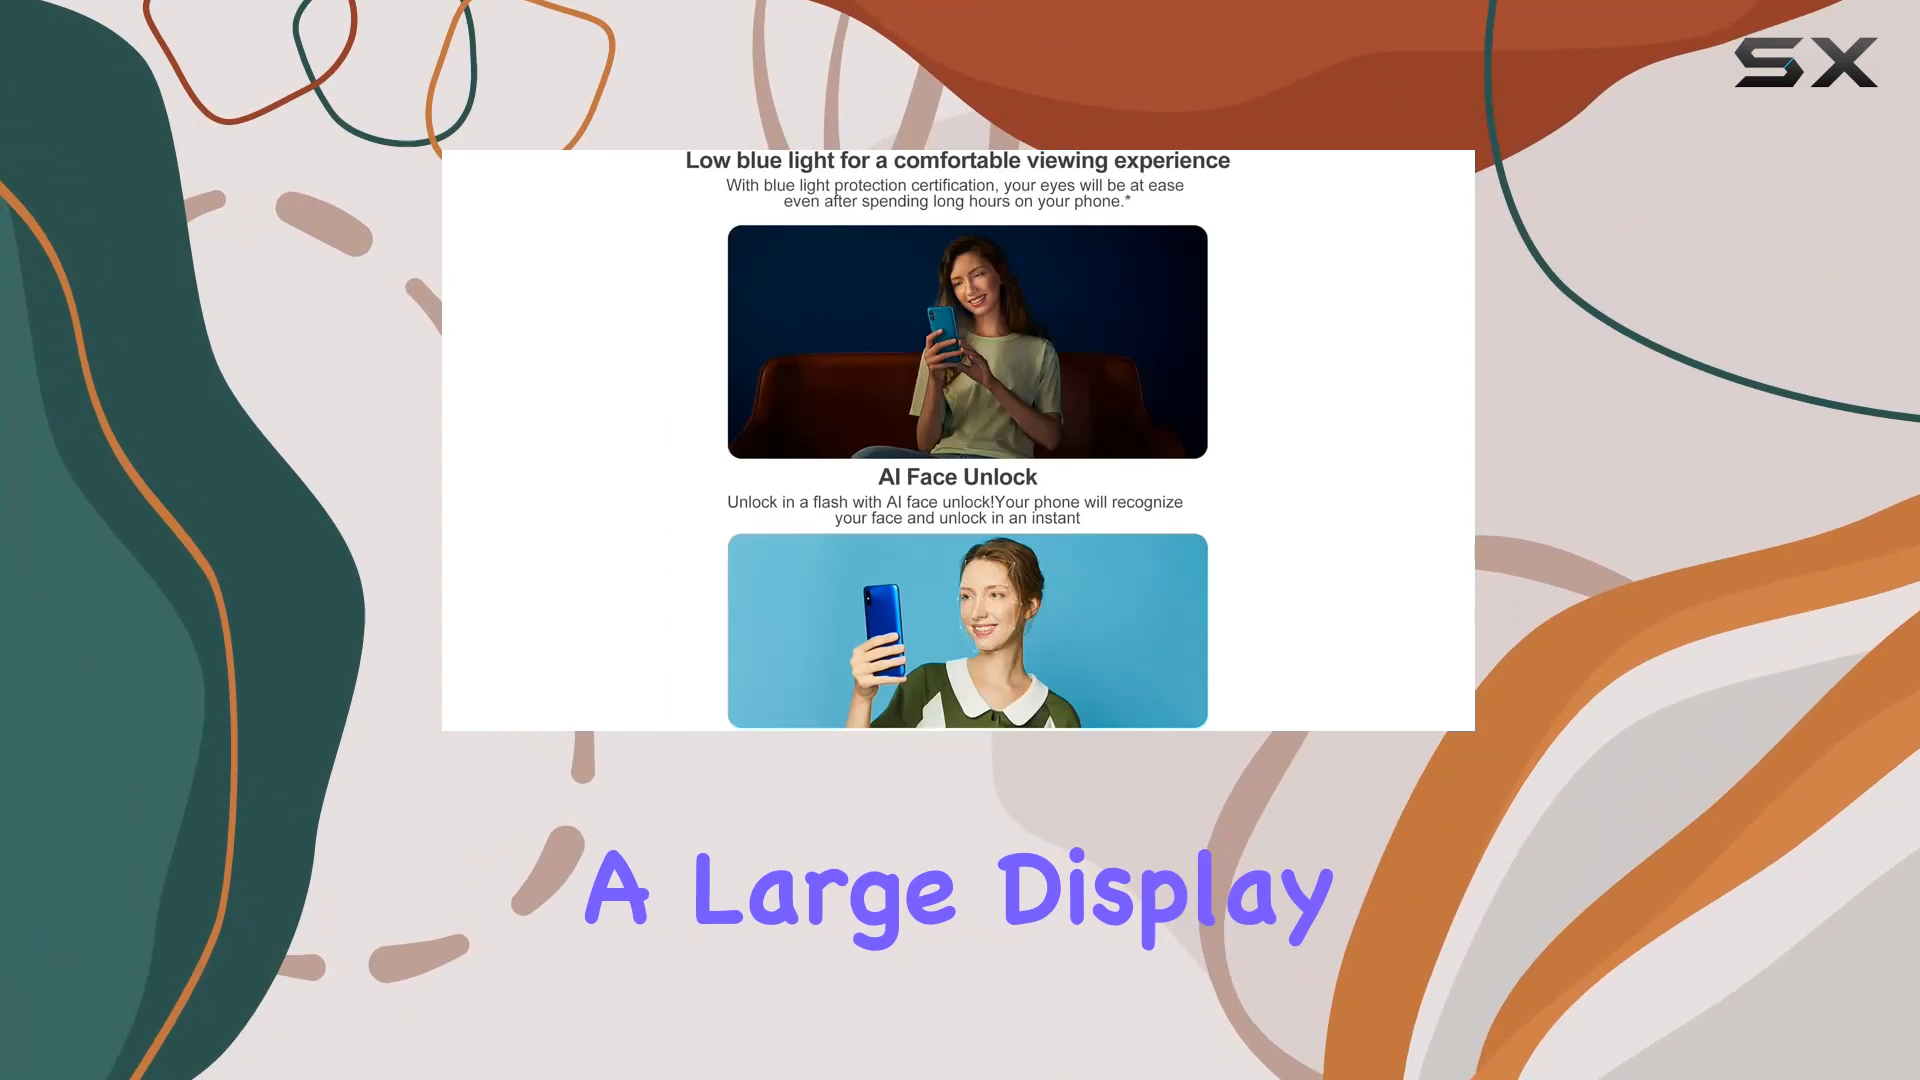 SX
Low blue light for a comfortable viewing experience
With blue light protection certification, your eyes will be at ease
even after spending long hours on your phone.*
AI Face Unlock
Unlock in a flash with AI face unlock!Your phone will recognize
your face and unlock in an instant
A Large Display